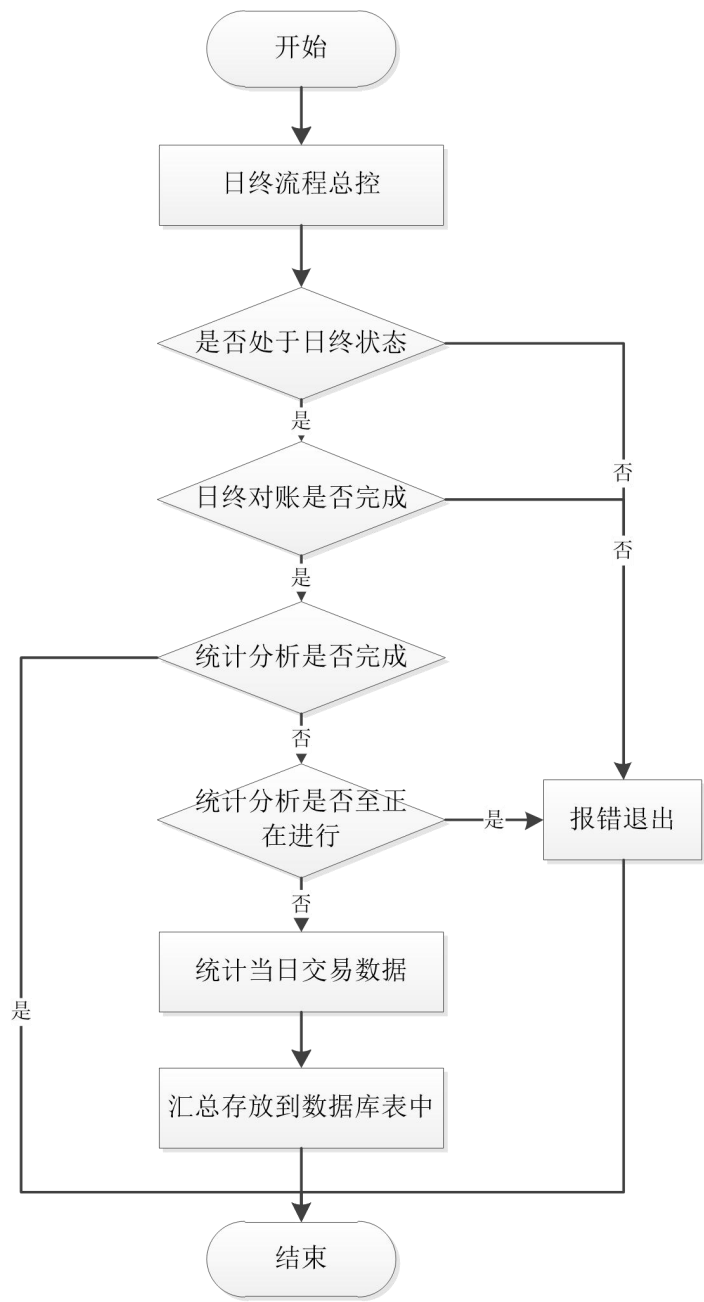 开始
日终流程总控
是否处于日终状态
是
否
日终对账是否完成
否
是
统计分析是否完成
否
统计分析是否至正
在进行
是
报错退出
否
统计当日交易数据
是
汇总存放到数据库表中
结束